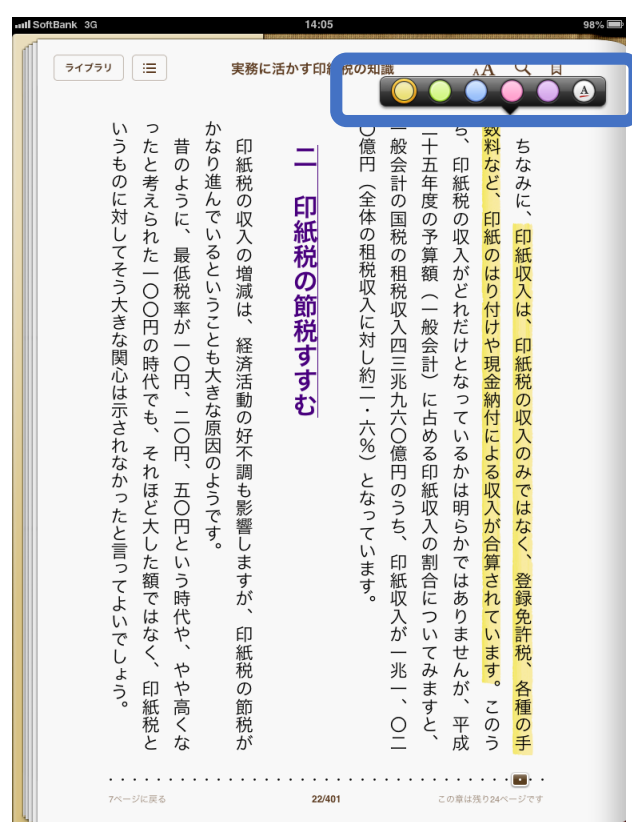 SoftBank 3G
14:05
98%
ライブラリ
実務に活かす印紙税の知識
AA
A
ちなみに、印紙収入は、印紙税の収入のみではなく、登録免許税、各種の手
数料など、印紙のはり付けや現金納付による収入が合算されています。このう
ち、印紙税の収入がどれだけとなっているかは明らかではありませんが、平成
二十五年度の予算額（一般会計）に占める印紙収入の割合についてみますと、
一般会計の国税の租税収入四三兆九六〇億円のうち、印紙収入が一兆一、〇二
〇億円（全体の租税収入に対し約二・六％）となっています。
二　印紙税の節税すすむ
印紙税の収入の増減は、経済活動の好不調も影響しますが、印紙税の節税が
かなり進んでいるということも大きな原因のようです。
昔のように、最低税率が一〇円、二〇円、五〇円という時代や、やや高くな
ったと考えられた一〇〇円の時代でも、それほど大した額ではなく、印紙税と
いうものに対してそう大きな関心は示されなかったと言ってよいでしょう。
7ページに戻る
22/401
この章は残り24ページです